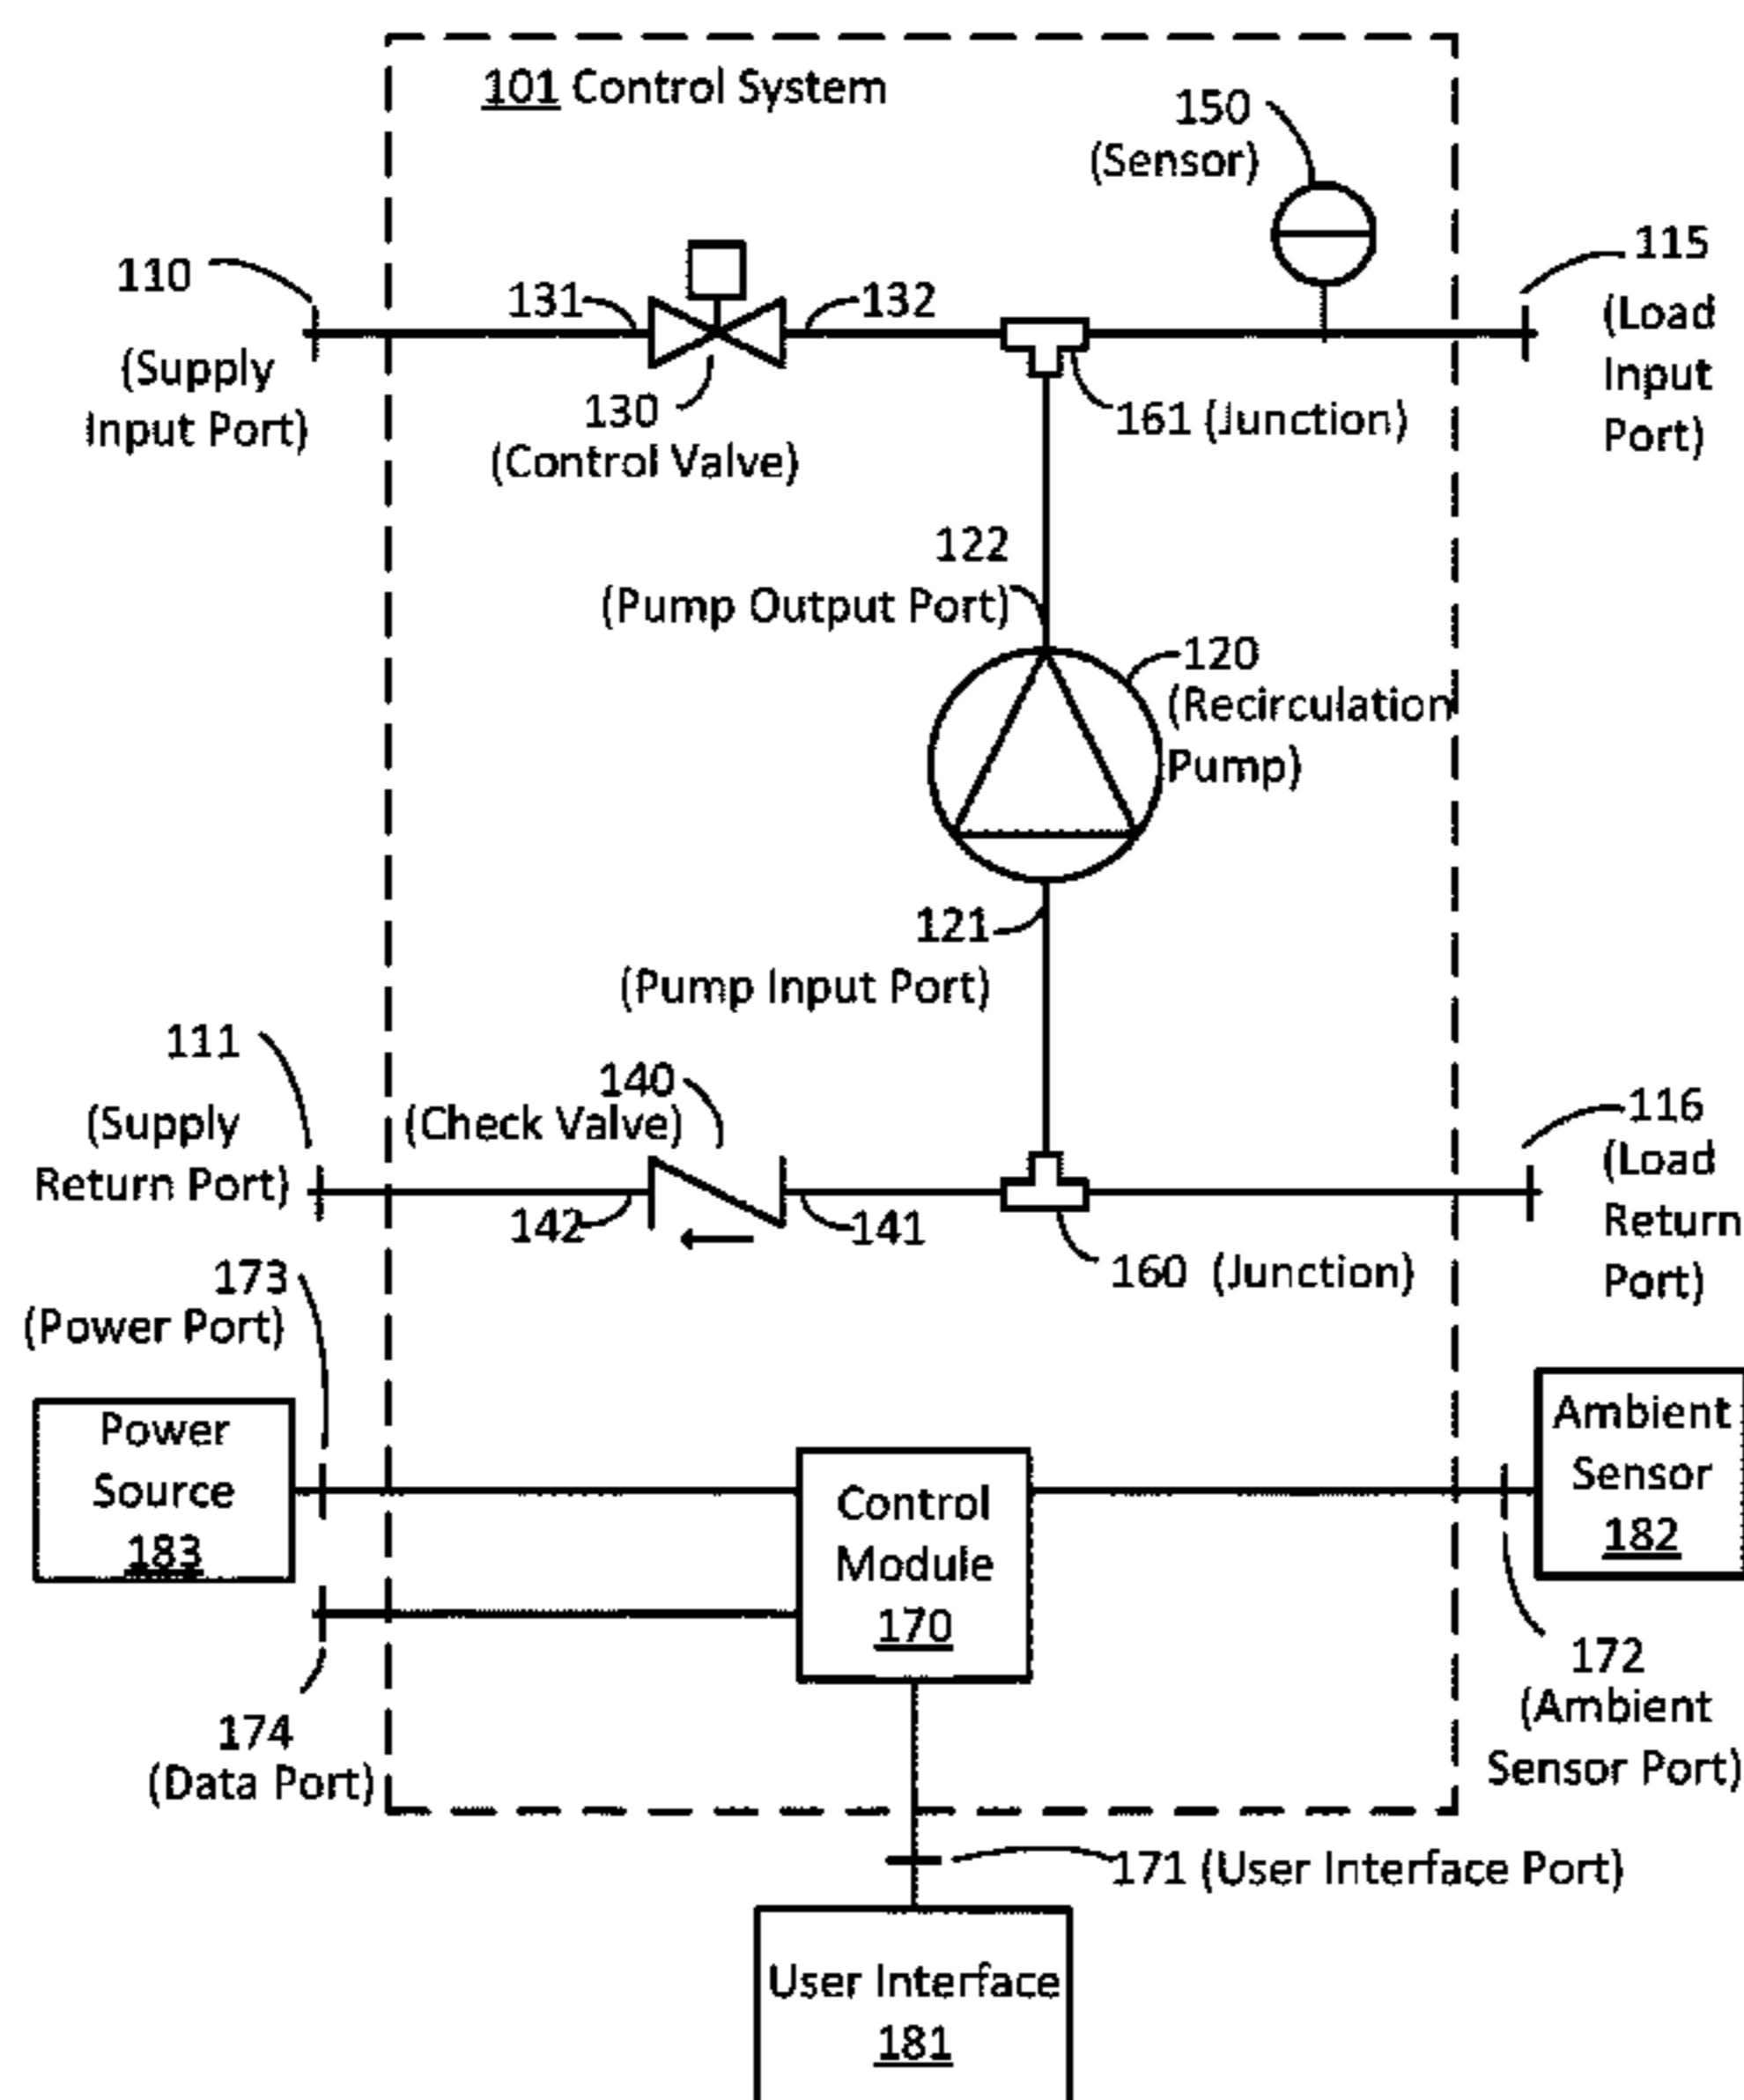 101 Control System
150
(Sensor)
110
(Supply
Input Port)
131
132
130
(Control Valve)
161 (Junction)
115
(Load
Input
Port)
122
(Pump Output Port)
120
(Recirculation
Pump)
121
(Pump Input Port)
111
(Supply
Return Port)
140
(Check Valve)
142
141
160 (Junction)
116
(Load
Return
Port)
173
(Power Port)
Power
Source
183
Control
Module
170
Ambient
Sensor
182
174
(Data Port)
172
(Ambient
Sensor Port)
171 (User Interface Port)
User Interface
181